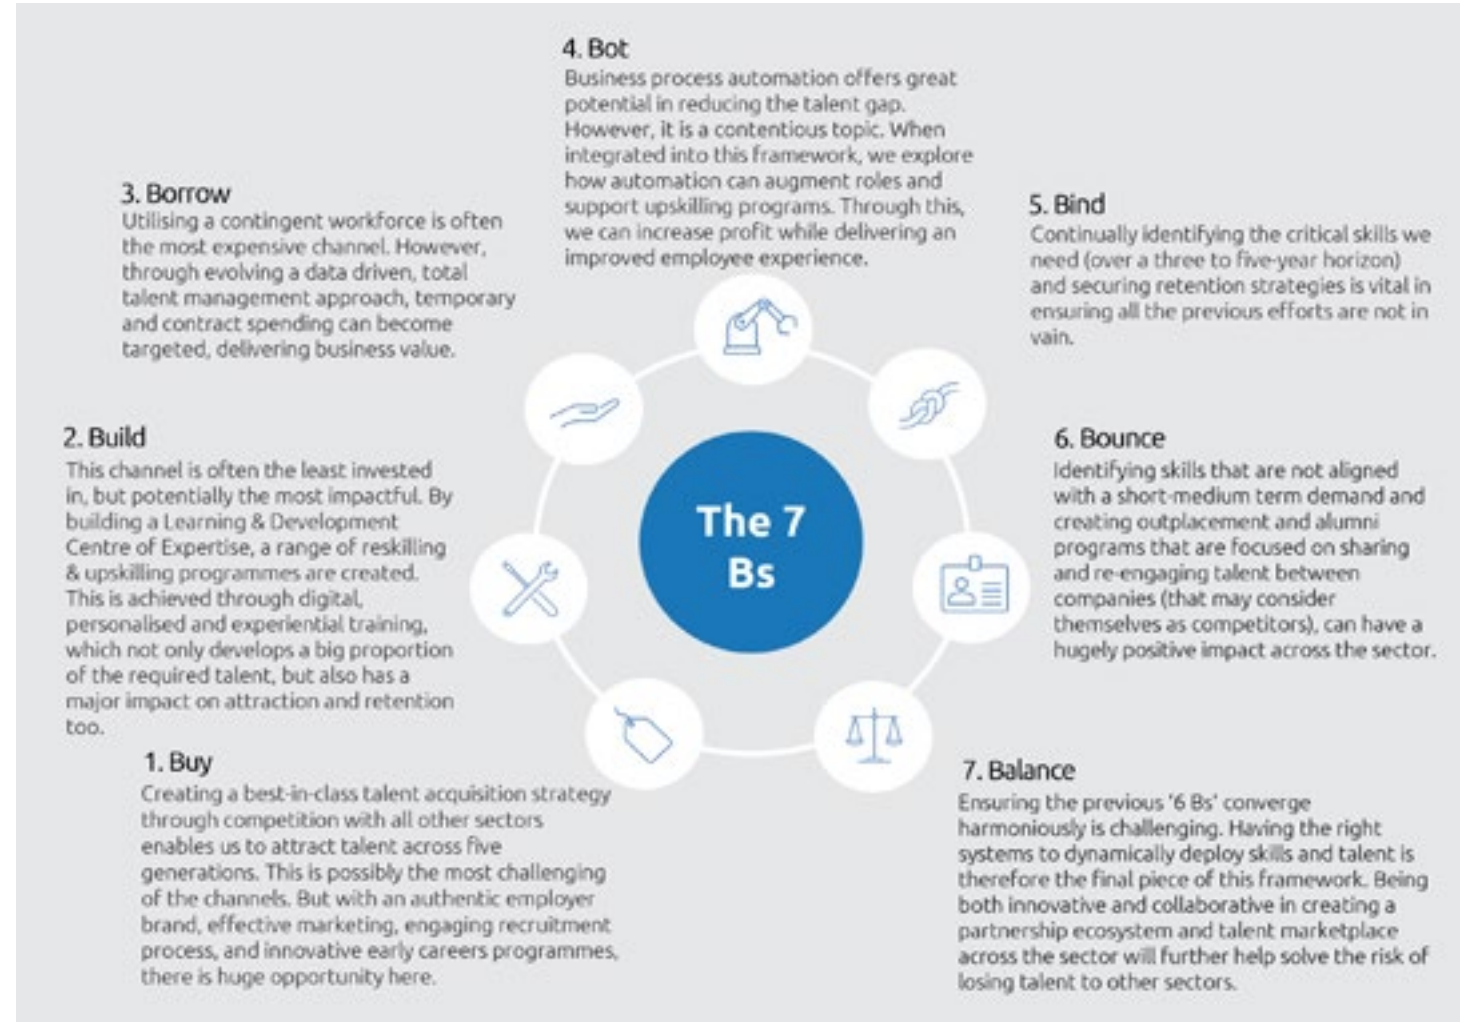 The 7
Bs
1. Buy
Creating a best-in-class talent acquisition strategy
through competition with all other sectors
enables us to attract talent across five
generations. This is possibly the most challenging
of the channels. But with an authentic employer
brand, effective marketing, engaging recruitment
process, and innovative early careers programmes,
there is huge opportunity here.
2. Build
This channel is often the least invested
in, but potentially the most impactful. By
building a Learning & Development
Centre of Expertise, a range of reskilling
& upskilling programmes are created.
This is achieved through digital,
personalised and experiential training,
which not only develops a big proportion
of the required talent, but also has a
major impact on attraction and retention
too.
3. Borrow
Utilising a contingent workforce is often
the most expensive channel. However,
through evolving a data driven, total
talent management approach, temporary
and contract spending can become
targeted, delivering business value.
4. Bot
Business process automation offers great
potential in reducing the talent gap.
However, it is a contentious topic. When
integrated into this framework, we explore
how automation can augment roles and
support upskilling programs. Through this,
we can increase profit while delivering an
improved employee experience.
5. Bind
Continually identifying the critical skills we
need (over a three to five-year horizon)
and securing retention strategies is vital in
ensuring all the previous efforts are not in
vain.
6. Bounce
Identifying skills that are not aligned
with a short-medium term demand and
creating outplacement and alumni
programs that are focused on sharing
and re-engaging talent between
companies (that may consider
themselves as competitors), can have a
hugely positive impact across the sector.
7. Balance
Ensuring the previous '6 Bs' converge
harmoniously is challenging. Having the right
systems to dynamically deploy skills and talent is
therefore the final piece of this framework. Being
both innovative and collaborative in creating a
partnership ecosystem and talent marketplace
across the sector will further help solve the risk of
losing talent to other sectors.